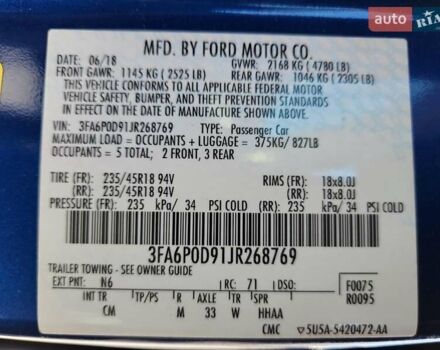 RIA
MFD. BY FORD MOTOR CO.
DATE: 06/18 GVWR: 2168 KG ( 4780 LB)
FRONT GAWR: 1145 KG ( 2525 LB) REAR GAWR: 1046 KG ( 2305 LB)
THIS VEHICLE CONFORMS TO ALL APPLICABLE FEDERAL MOTOR
VEHICLE SAFETY, BUMPER, AND THEFT PREVENTION STANDARDS
IN EFFECT ON THE DATE OF MANUFACTURE SHOWN ABOVE.
VIN: 3FA6P0D91JR268769 TYPE: Passenger Car
MAXIMUM LOAD = OCCUPANTS + LUGGAGE = 375KG/ 827LB
OCCUPANTS = 5 TOTAL; 2 FRONT, 3 REAR
TIRE (FR): 235/45R18 94V RIMS (FR): 18x8.0J
(RR): 235/45R18 94V (RR): 18x8.0J
PRESSURE (FR): 235 kPa/ 34 PSI COLD (RR): 235 kPa/ 34 PSI COLD
3FA6P0D91JR268769
TRAILER TOWING - SEE OWNER GUIDE
EXT PNT: N6 RC: 71 DSO: F0075
INT TR TP/PS R AXLE TR SPR R0095
CM M 33 W HHAA
CMC 5U5A-5420472-AA